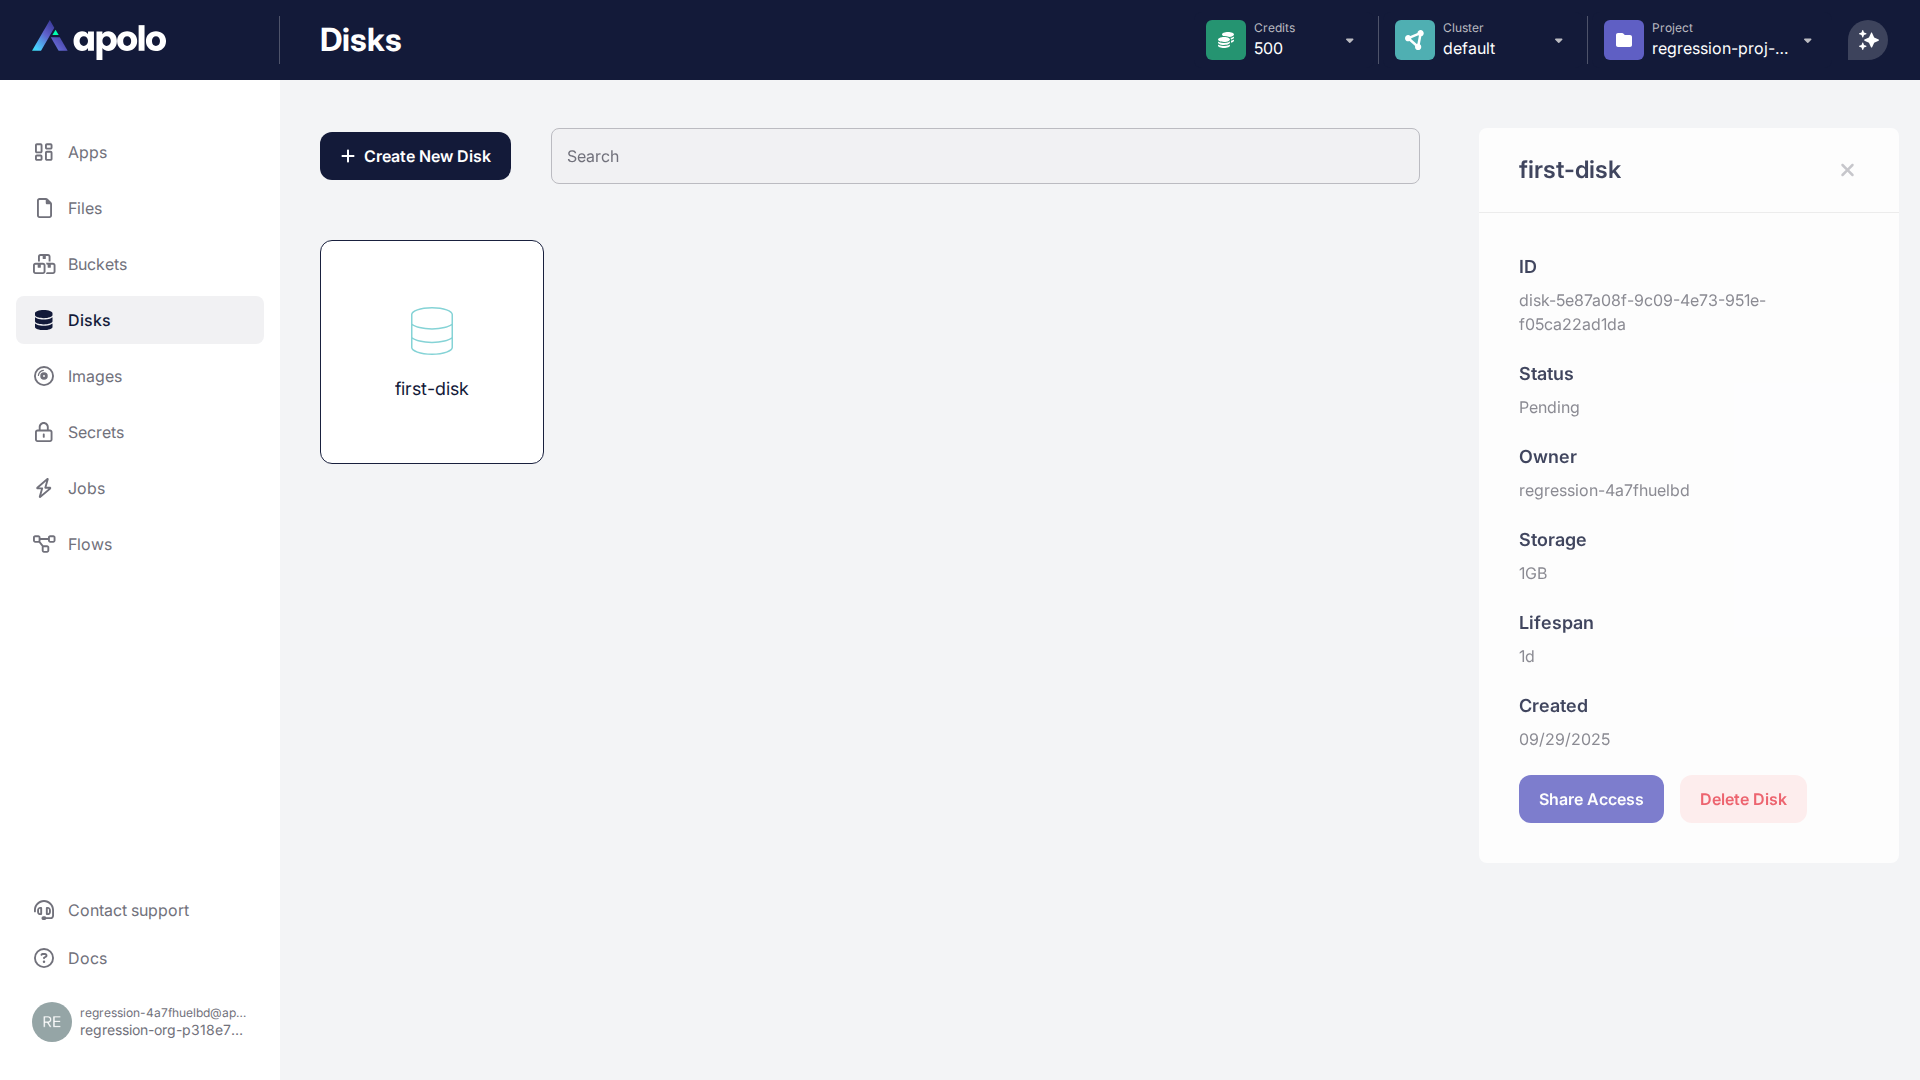 apolo
Disks
Credits
500
Cluster
default
Project
regression-proj-...
Apps
Files
Buckets
Disks
Images
Secrets
Jobs
Flows
Contact support
Docs
RE
regression-4a7fhuelbd@ap...
regression-org-p318e7...
Create New Disk
Search
first-disk
first-disk
ID
disk-5e87a08f-9c09-4e73-951e-
f05ca22ad1da
Status
Pending
Owner
regression-4a7fhuelbd
Storage
1GB
Lifespan
1d
Created
09/29/2025
Share Access
Delete Disk